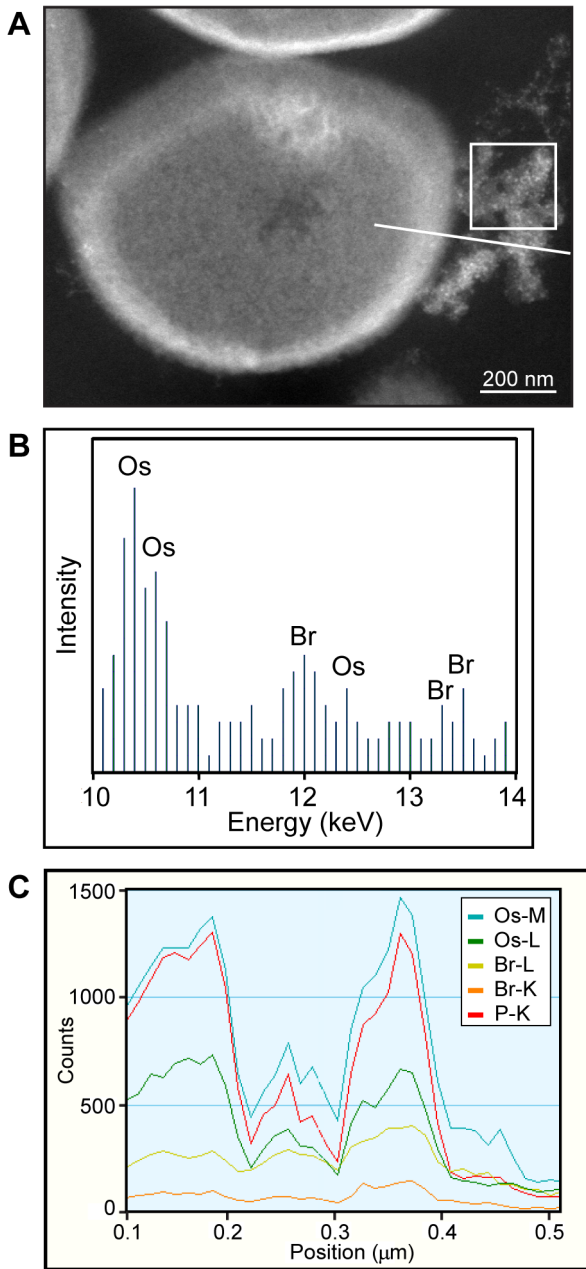 A
200 nm
B
Os
Os
Br
Os
Br
Br
Intensity
10 11 12 13 14
Energy (keV)
C
1500
1000
500
0
Counts
Os-M
Os-L
Br-L
Br-K
P-K
0.1 0.2 0.3 0.4 0.5
Position (μm)